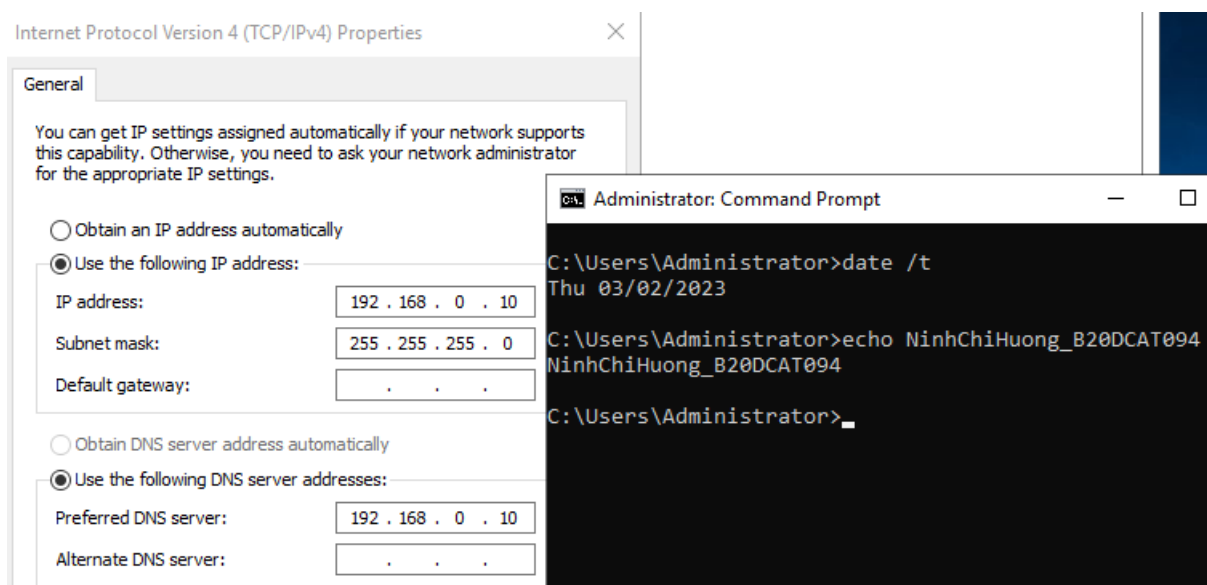 Internet Protocol Version 4 (TCP/IPv4) Properties
General
You can get IP settings assigned automatically if your network supports
this capability. Otherwise, you need to ask your network administrator
for the appropriate IP settings.
Obtain an IP address automatically
Use the following IP address:
IP address: 192 . 168 . 0 . 10
Subnet mask: 255 . 255 . 255 . 0
Default gateway: . . .
Obtain DNS server address automatically
Use the following DNS server addresses:
Preferred DNS server: 192 . 168 . 0 . 10
Alternate DNS server: . . .
Administrator: Command Prompt
C:\Users\Administrator>date /t
Thu 03/02/2023
C:\Users\Administrator>echo NinhChiHuong_B20DCAT094
NinhChiHuong_B20DCAT094
C:\Users\Administrator>